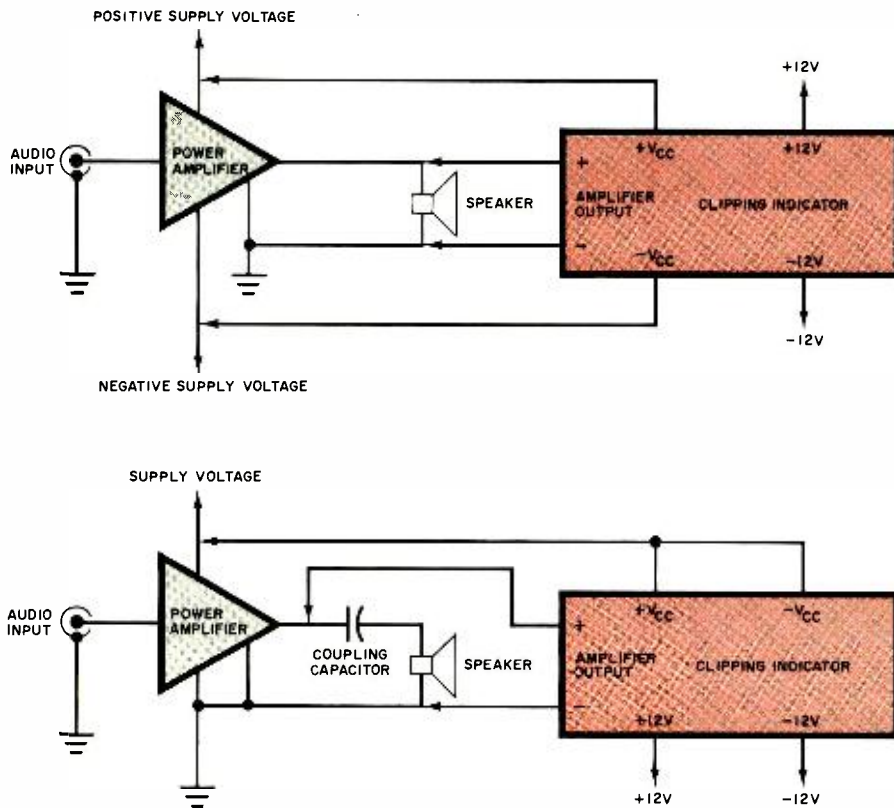 POSITIVE SUPPLY VOLTAGE
+12V
AUDIO
INPUT
POWER
AMPLIFIER
+VCC
+12V
+
AMPLIFIER
OUTPUT
CLIPPING INDICATOR
SPEAKER
−
−VCC
−12V
−12V
NEGATIVE SUPPLY VOLTAGE
SUPPLY VOLTAGE
AUDIO
INPUT
POWER
AMPLIFIER
COUPLING
CAPACITOR
SPEAKER
+VCC
−VCC
+
AMPLIFIER
OUTPUT
CLIPPING INDICATOR
−
+12V
−12V
+12V
−12V